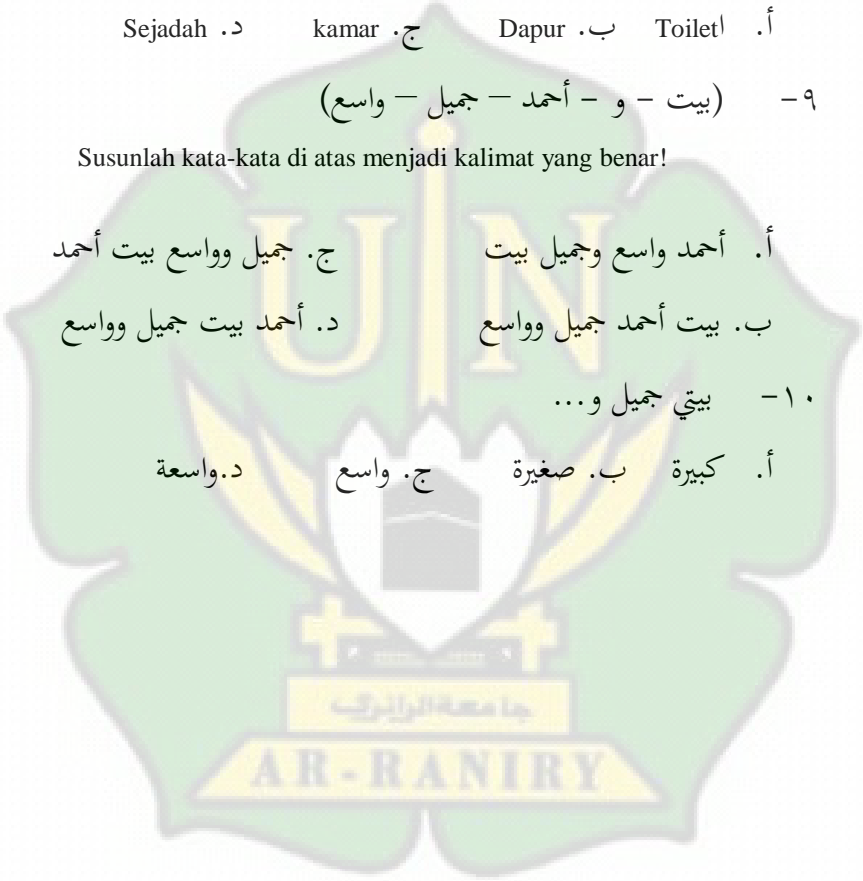 أ. Toiletا ب. Dapur ج. kamar د. Sejadah
٩- (بيت - و - أحمد – جميل – واسع)
Susunlah kata-kata di atas menjadi kalimat yang benar!
أ. أحمد واسع وجميل بيت ج. جميل وواسع بيت أحمد
ب. بيت أحمد جميل وواسع د. أحمد بيت جميل وواسع
١٠- بيتي جميل و...
أ. كبيرة ب. صغيرة ج. واسع د.واسعة
UIN
جامعة الرانري
AR-RANIRY